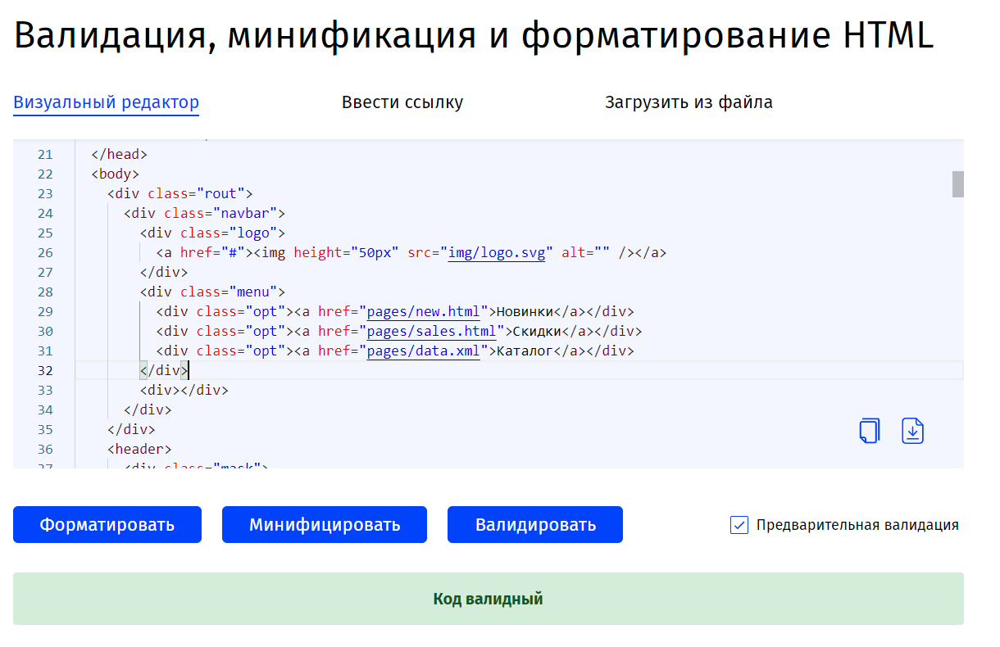 Валидация, минификация и форматирование HTML
Визуальный редактор Ввести ссылку Загрузить из файла
21 </head>
22 <body>
23 <div class="rout">
24 <div class="navbar">
25 <div class="logo">
26 <a href="#"><img height="50px" src="img/logo.svg" alt="" /></a>
27 </div>
28 <div class="menu">
29 <div class="opt"><a href="pages/new.html">Новинки</a></div>
30 <div class="opt"><a href="pages/sales.html">Скидки</a></div>
31 <div class="opt"><a href="pages/data.xml">Каталог</a></div>
32 </div>
33 <div></div>
34 </div>
35 </div>
36 <header>
37 <div class="mask">
Форматировать Минифицировать Валидировать Предварительная валидация
Код валидный